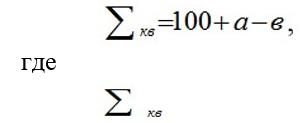 ∑ кв=100+а−в,
где
∑ кв